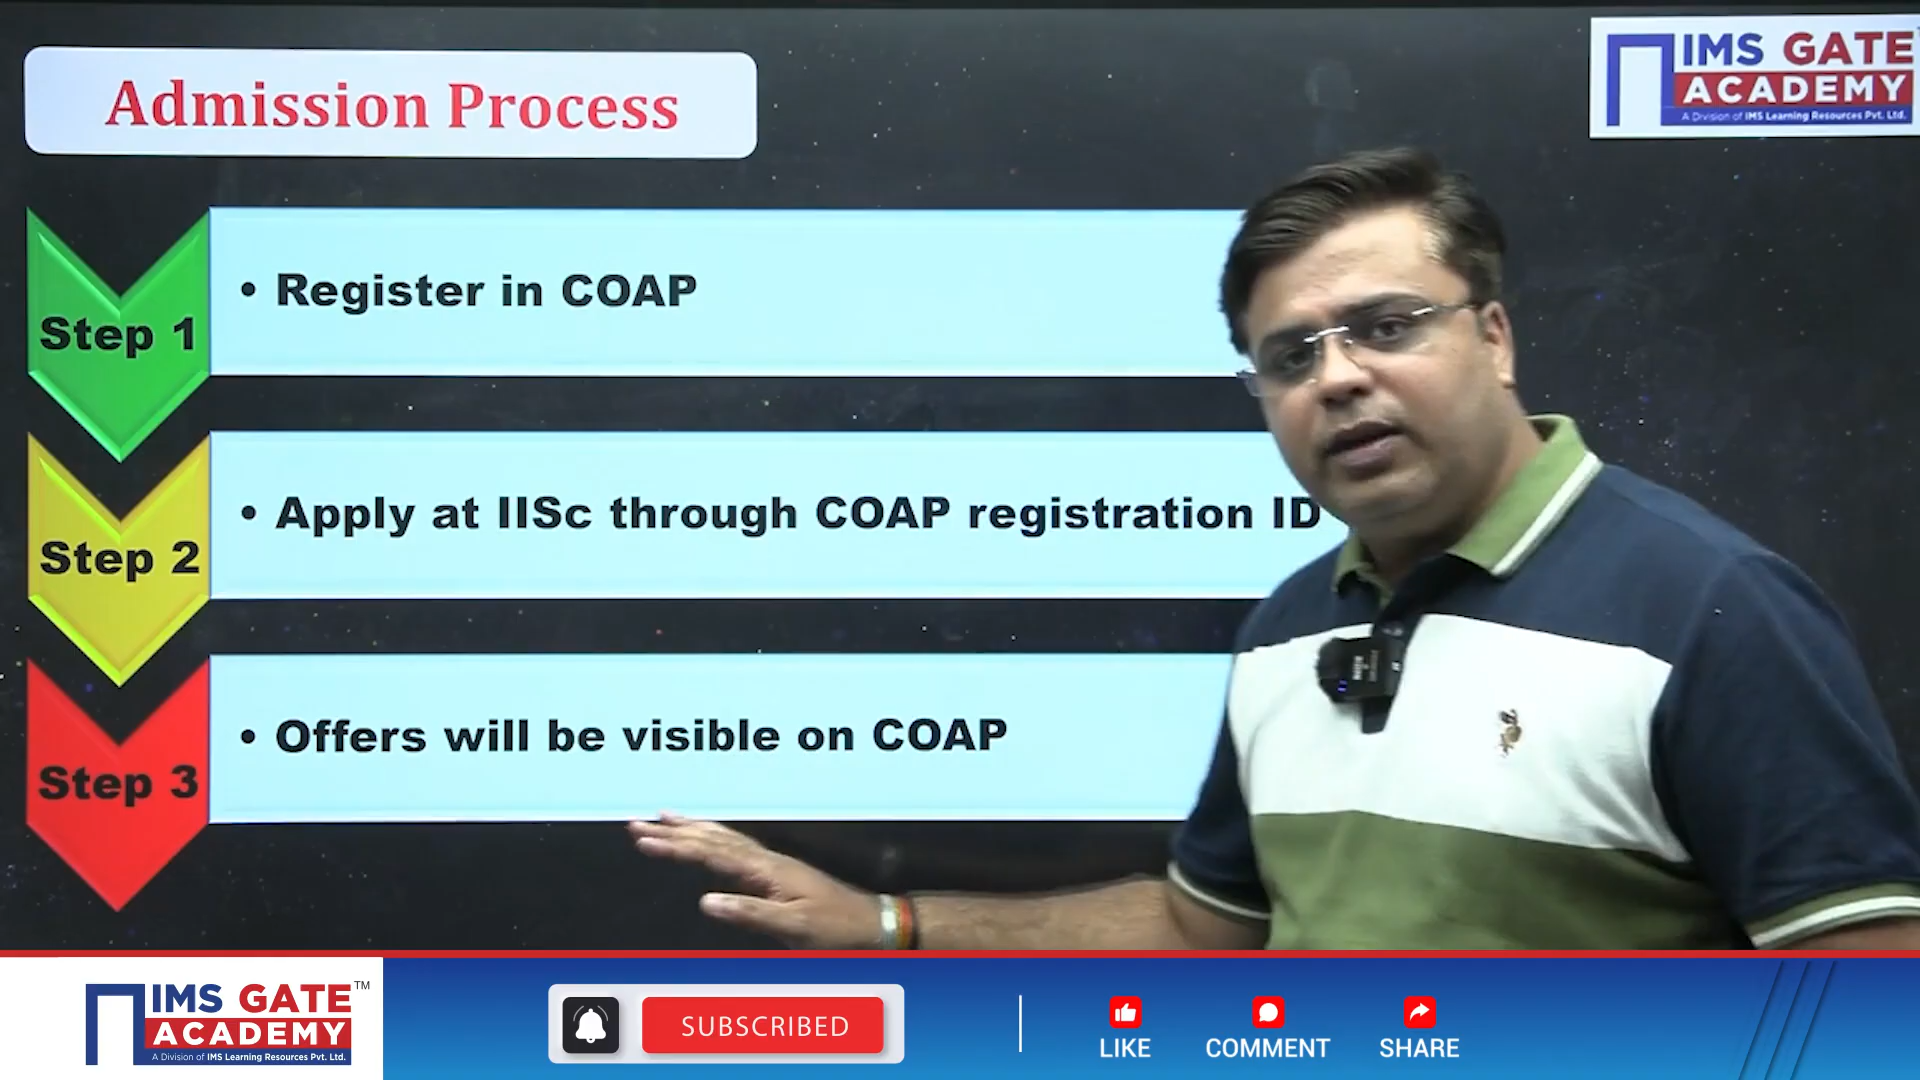 Admission Process
IMS GATE
ACADEMY
A Division of IMS Learning Resources Pvt. Ltd.
Step 1
• Register in COAP
Step 2
• Apply at IISc through COAP registration ID
Step 3
• Offers will be visible on COAP
IMS GATE TM
ACADEMY
A Division of IMS Learning Resources Pvt. Ltd.
SUBSCRIBED
LIKE
COMMENT
SHARE